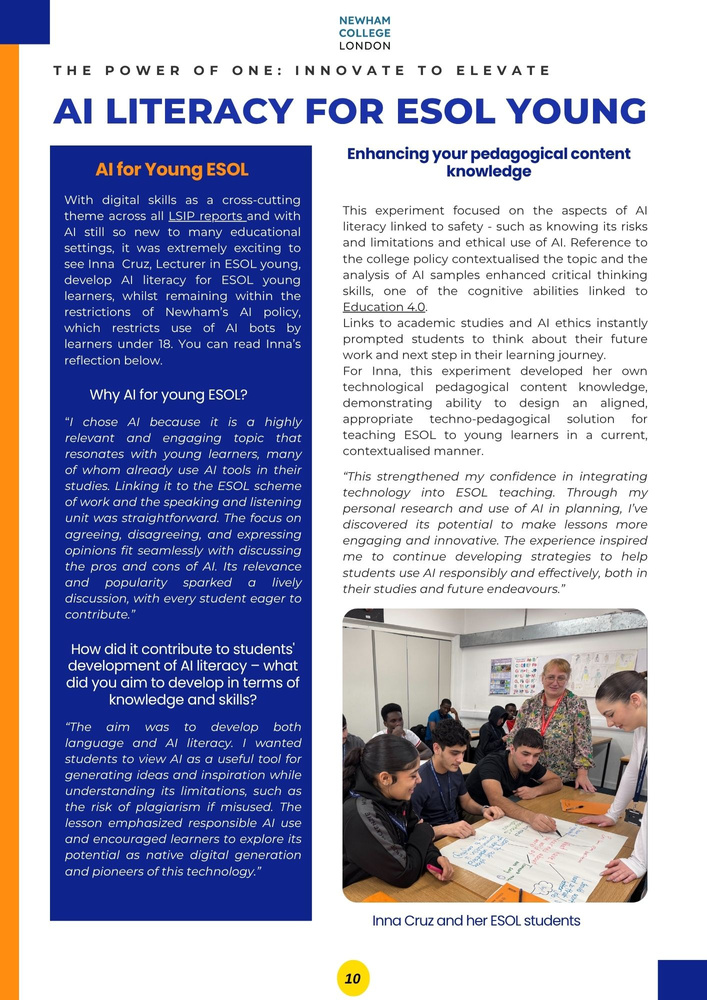 NEWHAM
COLLEGE
LONDON
THE POWER OF ONE: INNOVATE TO ELEVATE
AI LITERACY FOR ESOL YOUNG
AI for Young ESOL
With digital skills as a cross-cutting
theme across all LSIP reports and with
AI still so new to many educational
settings, it was extremely exciting to
see Inna Cruz, Lecturer in ESOL young,
develop AI literacy for ESOL young
learners, whilst remaining within the
restrictions of Newham's AI policy,
which restricts use of AI bots by
learners under 18. You can read Inna's
reflection below.
Why AI for young ESOL?
"I chose AI because it is a highly
relevant and engaging topic that
resonates with young learners, many
of whom already use AI tools in their
studies. Linking it to the ESOL scheme
of work and the speaking and listening
unit was straightforward. The focus on
agreeing, disagreeing, and expressing
opinions fit seamlessly with discussing
the pros and cons of AI. Its relevance
and popularity sparked a lively
discussion, with every student eager to
contribute."
How did it contribute to students'
development of AI literacy – what
did you aim to develop in terms of
knowledge and skills?
"The aim was to develop both
language and AI literacy. I wanted
students to view AI as a useful tool for
generating ideas and inspiration while
understanding its limitations, such as
the risk of plagiarism if misused. The
lesson emphasized responsible AI use
and encouraged learners to explore its
potential as native digital generation
and pioneers of this technology."
Enhancing your pedagogical content
knowledge
This experiment focused on the aspects of AI
literacy linked to safety - such as knowing its risks
and limitations and ethical use of AI. Reference to
the college policy contextualised the topic and the
analysis of AI samples enhanced critical thinking
skills, one of the cognitive abilities linked to
Education 4.0.
Links to academic studies and AI ethics instantly
prompted students to think about their future
work and next step in their learning journey.
For Inna, this experiment developed her own
technological pedagogical content knowledge,
demonstrating ability to design an aligned,
appropriate techno-pedagogical solution for
teaching ESOL to young learners in a current,
contextualised manner.
"This strengthened my confidence in integrating
technology into ESOL teaching. Through my
personal research and use of AI in planning, I've
discovered its potential to make lessons more
engaging and innovative. The experience inspired
me to continue developing strategies to help
students use AI responsibly and effectively, both in
their studies and future endeavours."
Inna Cruz and her ESOL students
10